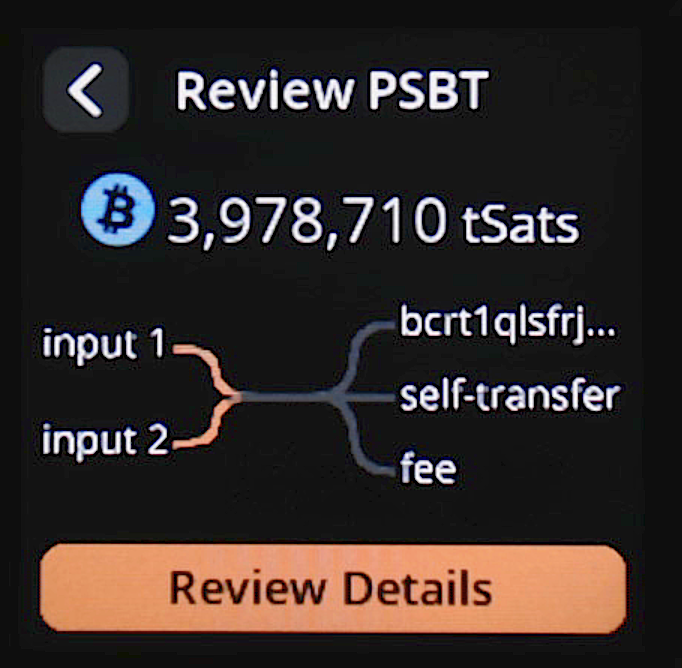 Review PSBT
3,978,710 tSats
input 1
input 2
bcrt1qlsfrj...
self-transfer
fee
Review Details